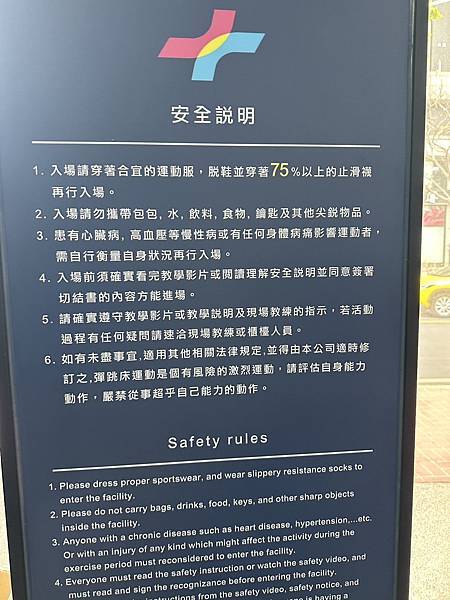 安全說明
1. 入場請穿著合宜的運動服，脫鞋並穿著75%以上的止滑襪
再行入場。
2. 入場請勿攜帶包包, 水, 飲料, 食物, 鑰匙及其他尖銳物品。
3. 患有心臟病, 高血壓等慢性病或有任何身體病痛影響運動者，
需自行衡量自身狀況再行入場。
4. 入場前須確實看完教學影片或閱讀理解安全說明並同意簽署
切結書的內容方能進場。
5. 請確實遵守教學影片或教學說明及現場教練的指示，若活動
過程有任何疑問請速洽現場教練或櫃檯人員。
6. 如有未盡事宜,適用其他相關法律規定,並得由本公司適時修
訂之,彈跳床運動是個有風險的激烈運動，請評估自身能力
動作，嚴禁從事超乎自己能力的動作。
Safety rules
1. Please dress proper sportswear, and wear slippery resistance socks to
enter the facility.
2. Please do not carry bags, drinks, food, keys, and other sharp objects
inside the facility.
3. Anyone with a chronic disease such as heart disease, hypertension,...etc.
Or with an injury of any kind which might affect the activity during the
exercise period must reconsidered to enter the facility.
4. Everyone must read the safety instruction or watch the safety video, and
must read and sign the recognizance before entering the facility.
instructions from the safety video, safety notice, and
is having a